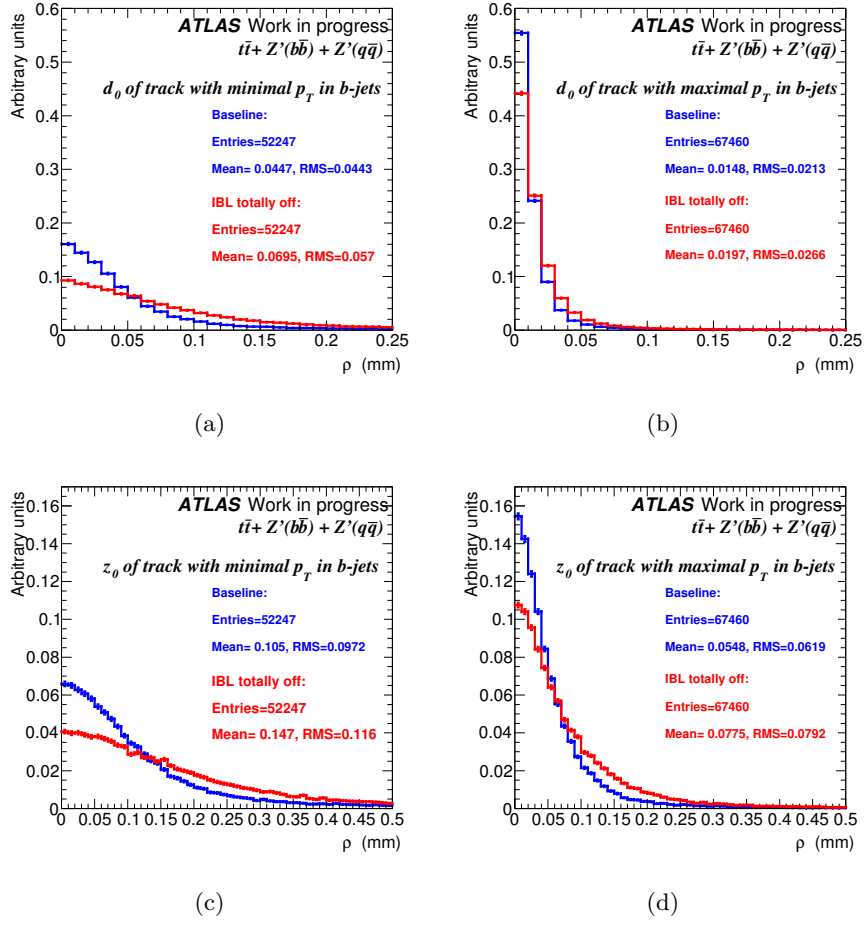 ATLAS Work in progress
tt̄+ Z'(bb̄) + Z'(qq̄)
d0 of track with minimal pT in b-jets
Baseline:
Entries=52247
Mean= 0.0447, RMS=0.0443
IBL totally off:
Entries=52247
Mean= 0.0695, RMS=0.057
Arbitrary units
0.6
0.5
0.4
0.3
0.2
0.1
0
0 0.05 0.1 0.15 0.2 0.25
ρ (mm)
(a)
ATLAS Work in progress
tt̄+ Z'(bb̄) + Z'(qq̄)
d0 of track with maximal pT in b-jets
Baseline:
Entries=67460
Mean= 0.0148, RMS=0.0213
IBL totally off:
Entries=67460
Mean= 0.0197, RMS=0.0266
Arbitrary units
0.6
0.5
0.4
0.3
0.2
0.1
0
0 0.05 0.1 0.15 0.2 0.25
ρ (mm)
(b)
ATLAS Work in progress
tt̄+ Z'(bb̄) + Z'(qq̄)
z0 of track with minimal pT in b-jets
Baseline:
Entries=52247
Mean= 0.105, RMS=0.0972
IBL totally off:
Entries=52247
Mean= 0.147, RMS=0.116
Arbitrary units
0.16
0.14
0.12
0.1
0.08
0.06
0.04
0.02
0
0 0.05 0.1 0.15 0.2 0.25 0.3 0.35 0.4 0.45 0.5
ρ (mm)
(c)
ATLAS Work in progress
tt̄+ Z'(bb̄) + Z'(qq̄)
z0 of track with maximal pT in b-jets
Baseline:
Entries=67460
Mean= 0.0548, RMS=0.0619
IBL totally off:
Entries=67460
Mean= 0.0775, RMS=0.0792
Arbitrary units
0.16
0.14
0.12
0.1
0.08
0.06
0.04
0.02
0
0 0.05 0.1 0.15 0.2 0.25 0.3 0.35 0.4 0.45 0.5
ρ (mm)
(d)